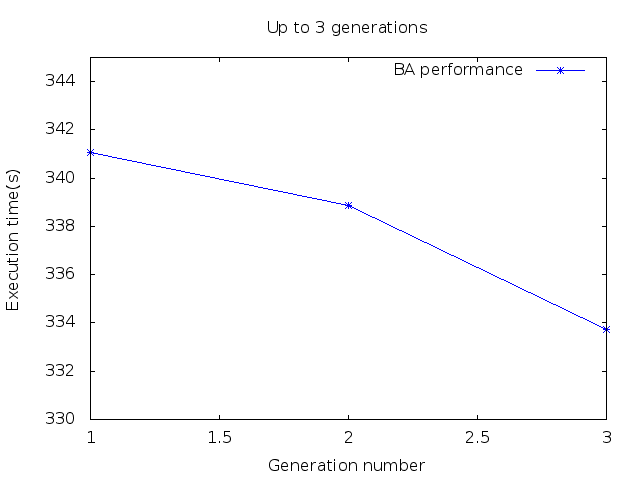 Up to 3 generations
BA performance
344
342
340
338
336
334
332
330
Execution time(s)
1 1.5 2 2.5 3
Generation number